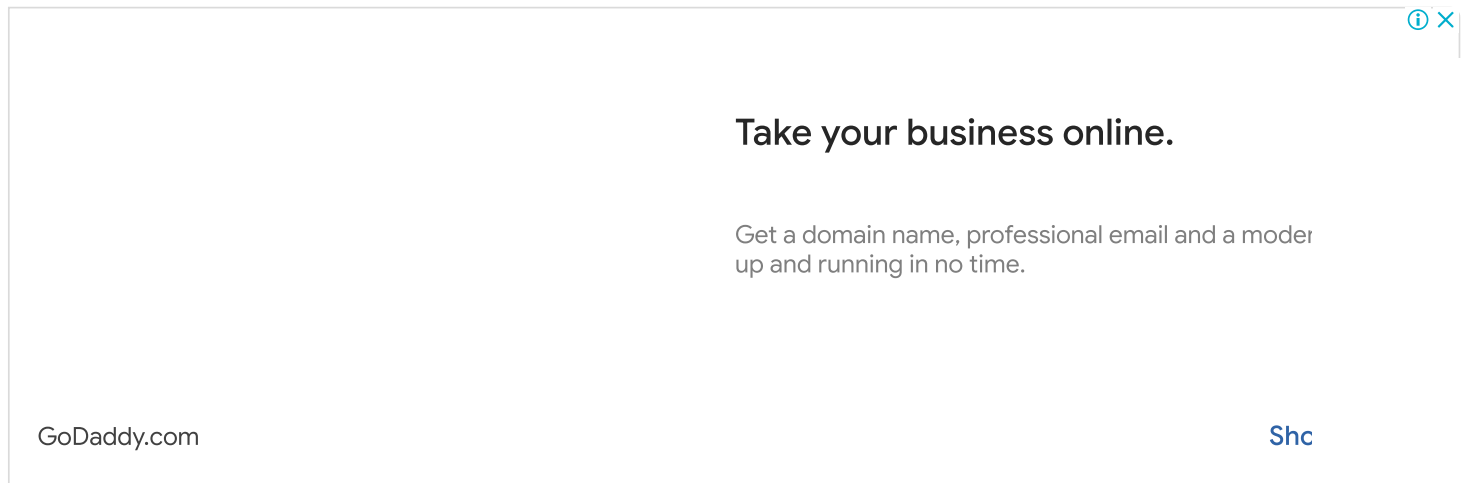 Take your business online.
Get a domain name, professional email and a moder
up and running in no time.
GoDaddy.com
Sho